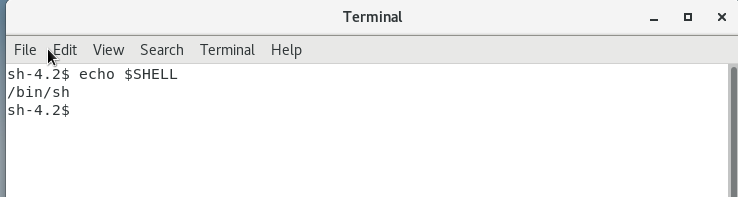 Terminal
File Edit View Search Terminal Help
sh-4.2$ echo $SHELL
/bin/sh
sh-4.2$